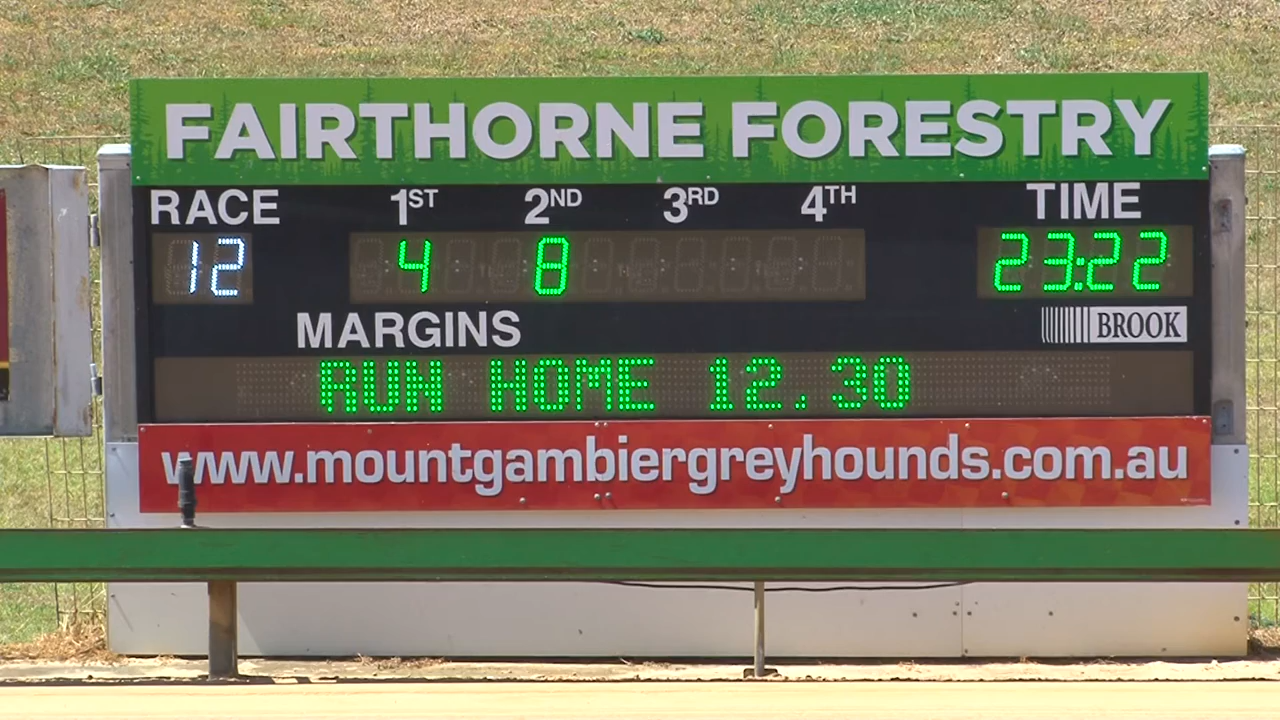 FAIRTHORNE FORESTRY
RACE 1ST 2ND 3RD 4TH TIME
12 4 8 23:22
MARGINS BROOK
RUN HOME 12.30
www.mountgambiergreyhounds.com.au